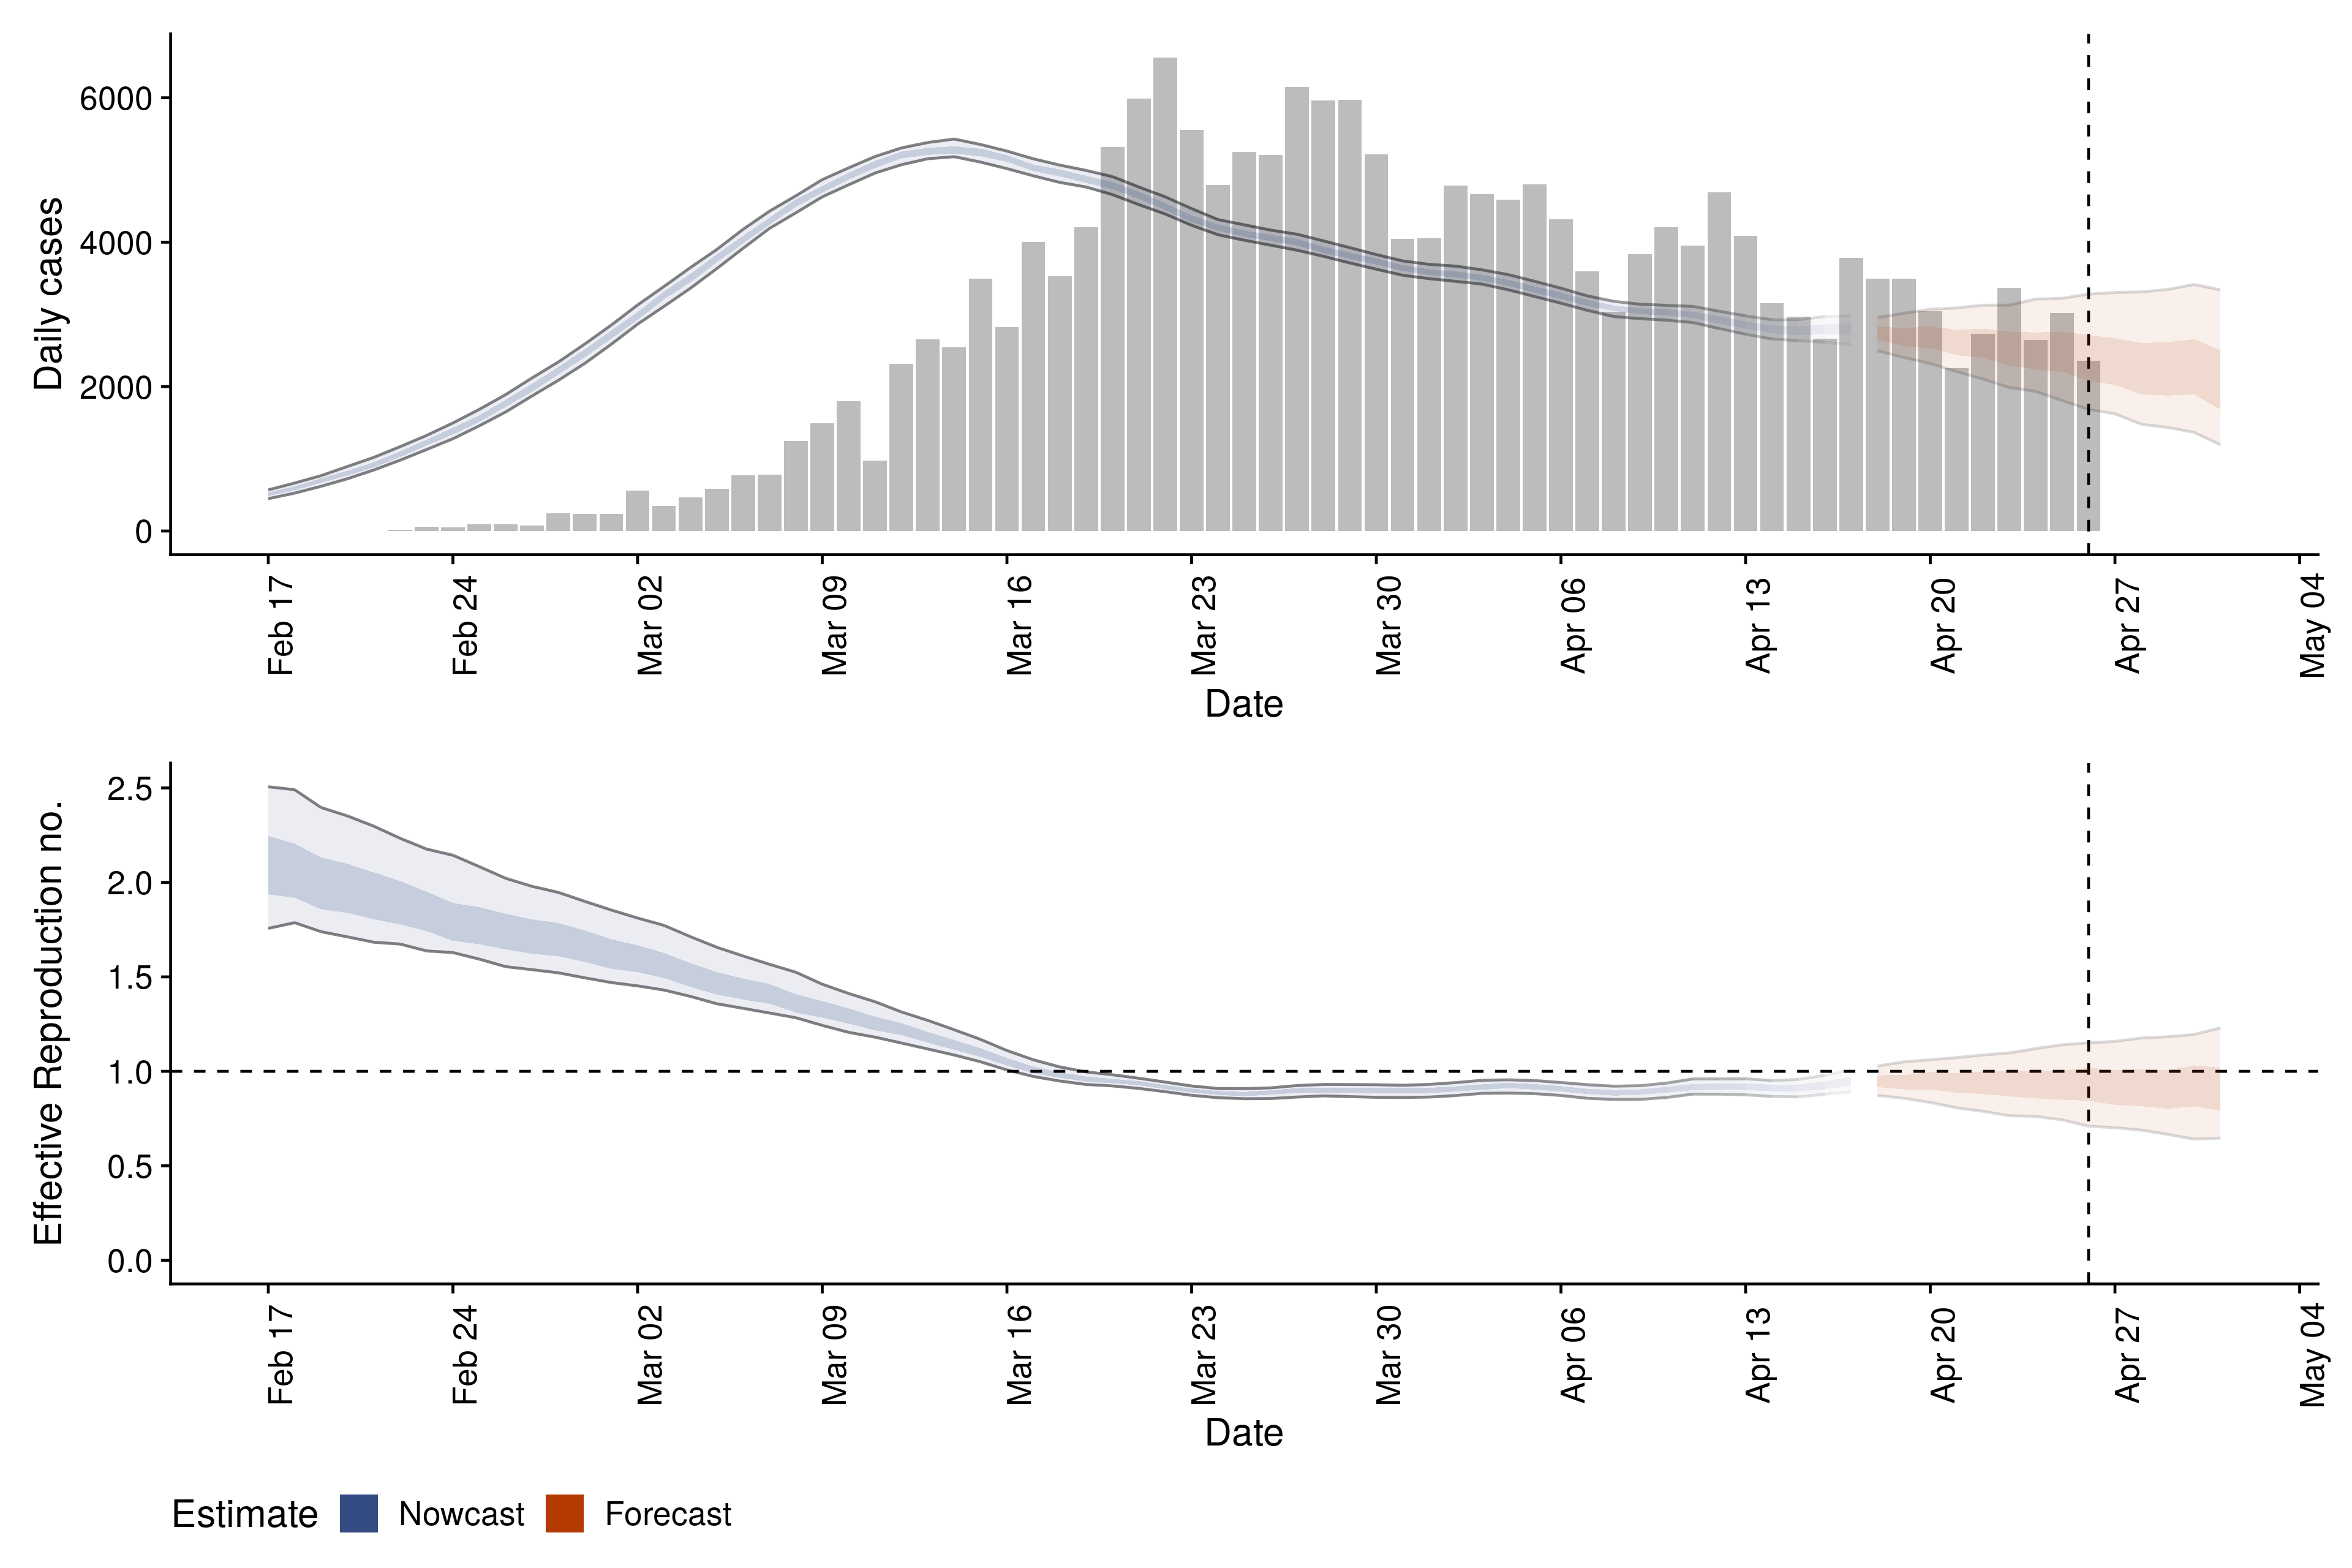 Daily cases
6000
4000
2000
0
Feb 17
Feb 24
Mar 02
Mar 09
Mar 16
Mar 23
Mar 30
Apr 06
Apr 13
Apr 20
Apr 27
May 04
Date
Effective Reproduction no.
2.5
2.0
1.5
1.0
0.5
0.0
Feb 17
Feb 24
Mar 02
Mar 09
Mar 16
Mar 23
Mar 30
Apr 06
Apr 13
Apr 20
Apr 27
May 04
Date
Estimate Nowcast Forecast